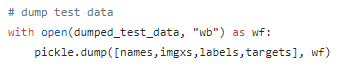 # dump test data
with open(dumped_test_data, "wb") as wf:
    pickle.dump([names,imgxs,labels,targets], wf)